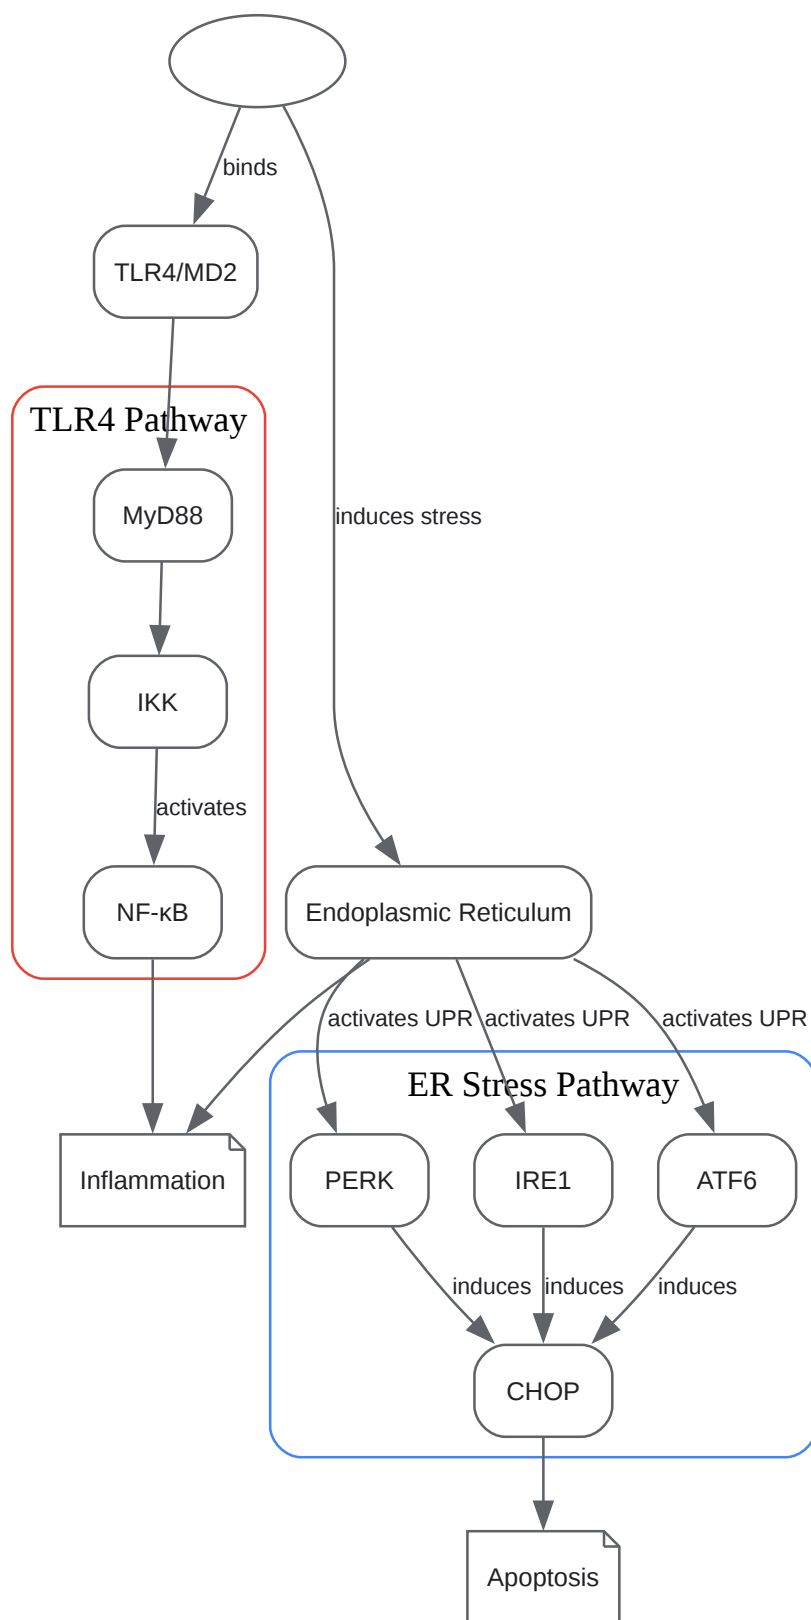 binds
TLR4/MD2
TLR4 Pathway
MyD88
induces stress
IKK
activates
NF-κB
Endoplasmic Reticulum
activates UPR
activates UPR
activates UPR
ER Stress Pathway
Inflammation
PERK
IRE1
ATF6
induces
induces
induces
CHOP
Apoptosis